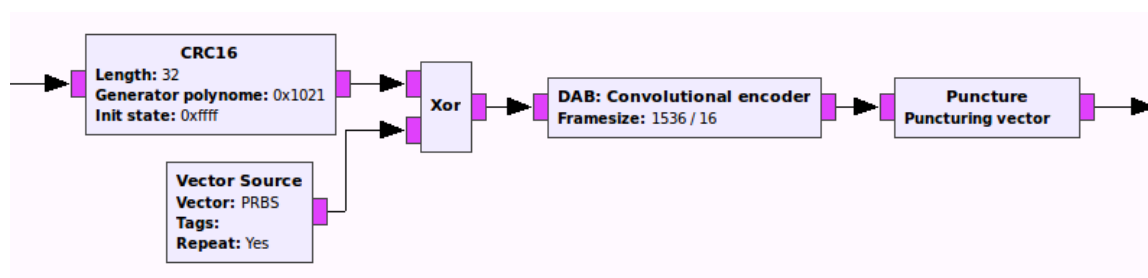 CRC16
Length: 32
Generator polynome: 0x1021
Init state: 0xffff
Xor
DAB: Convolutional encoder
Framesize: 1536 / 16
Puncture
Puncturing vector
Vector Source
Vector: PRBS
Tags:
Repeat: Yes